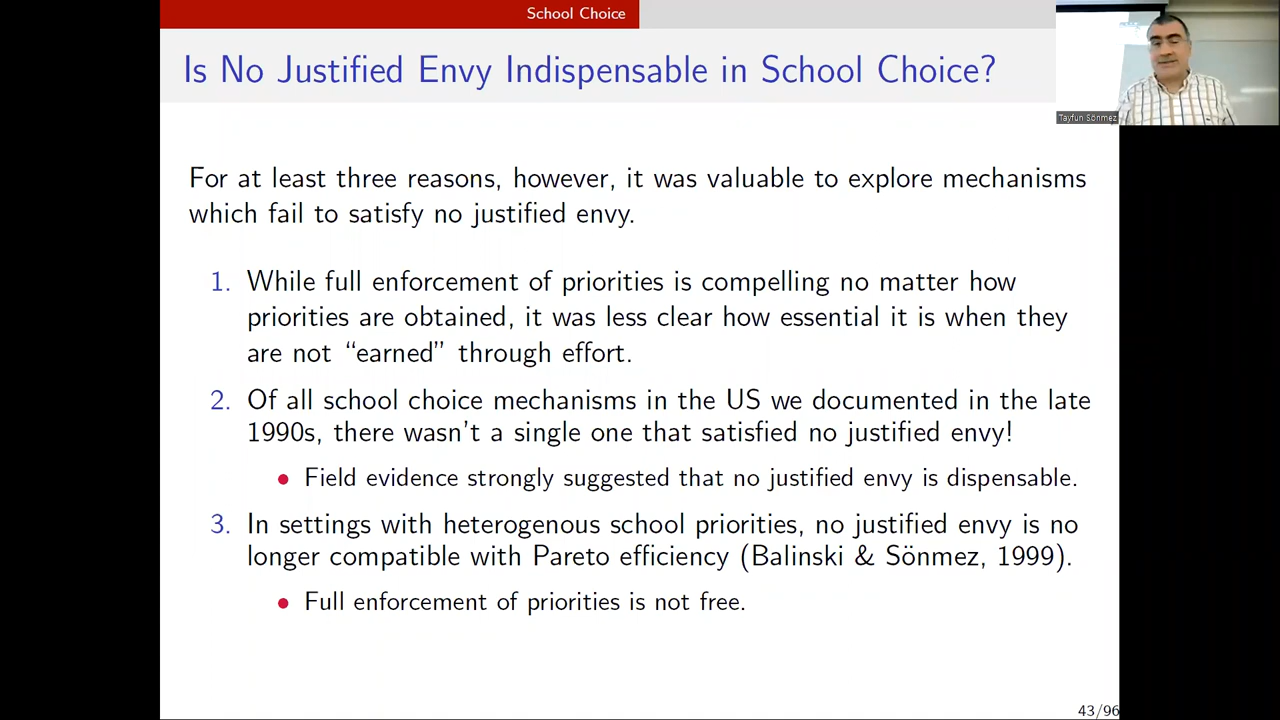 School Choice
Is No Justified Envy Indispensable in School Choice?
Tayfun Sönmez
For at least three reasons, however, it was valuable to explore mechanisms
which fail to satisfy no justified envy.
1. While full enforcement of priorities is compelling no matter how
priorities are obtained, it was less clear how essential it is when they
are not “earned” through effort.
2. Of all school choice mechanisms in the US we documented in the late
1990s, there wasn't a single one that satisfied no justified envy!
• Field evidence strongly suggested that no justified envy is dispensable.
3. In settings with heterogenous school priorities, no justified envy is no
longer compatible with Pareto efficiency (Balinski & Sönmez, 1999).
• Full enforcement of priorities is not free.
43/96